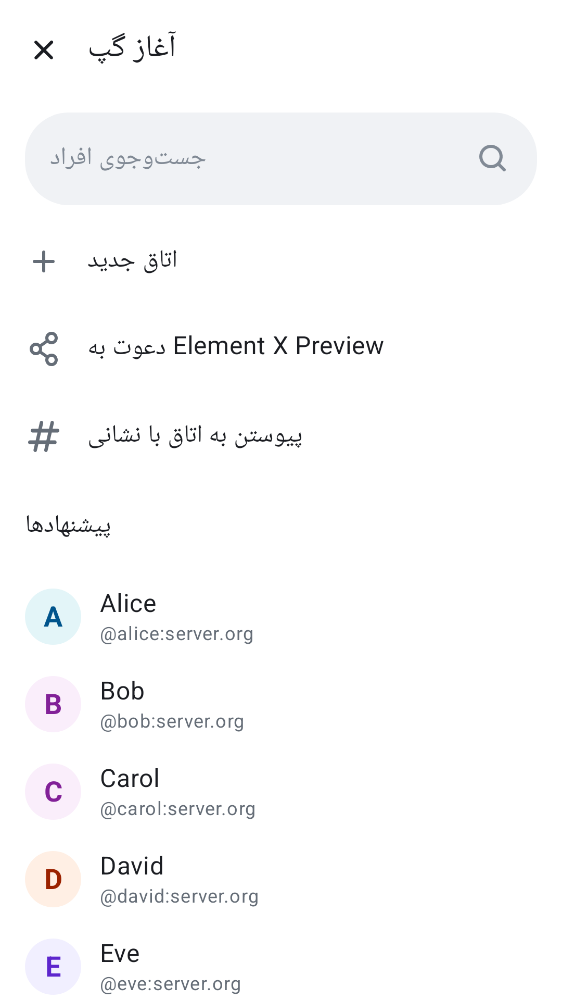 آغاز گپ
جست‌وجوی افراد
اتاق جدید
دعوت به Element X Preview
پیوستن به اتاق با نشانی
پیشنهادها
A
Alice
@alice:server.org
B
Bob
@bob:server.org
C
Carol
@carol:server.org
D
David
@david:server.org
E
Eve
@eve:server.org